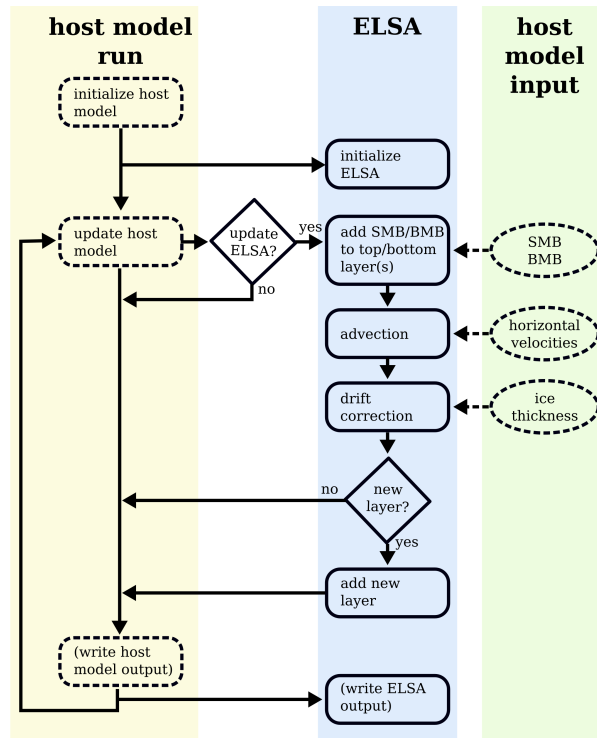 host model
run
ELSA
host
model
input
initialize host
model
initialize
ELSA
update host
model
update
ELSA?
yes
no
add SMB/BMB
to top/bottom
layer(s)
SMB
BMB
advection
horizontal
velocities
drift
correction
ice
thickness
no
new
layer?
yes
add new
layer
(write host
model output)
(write ELSA
output)